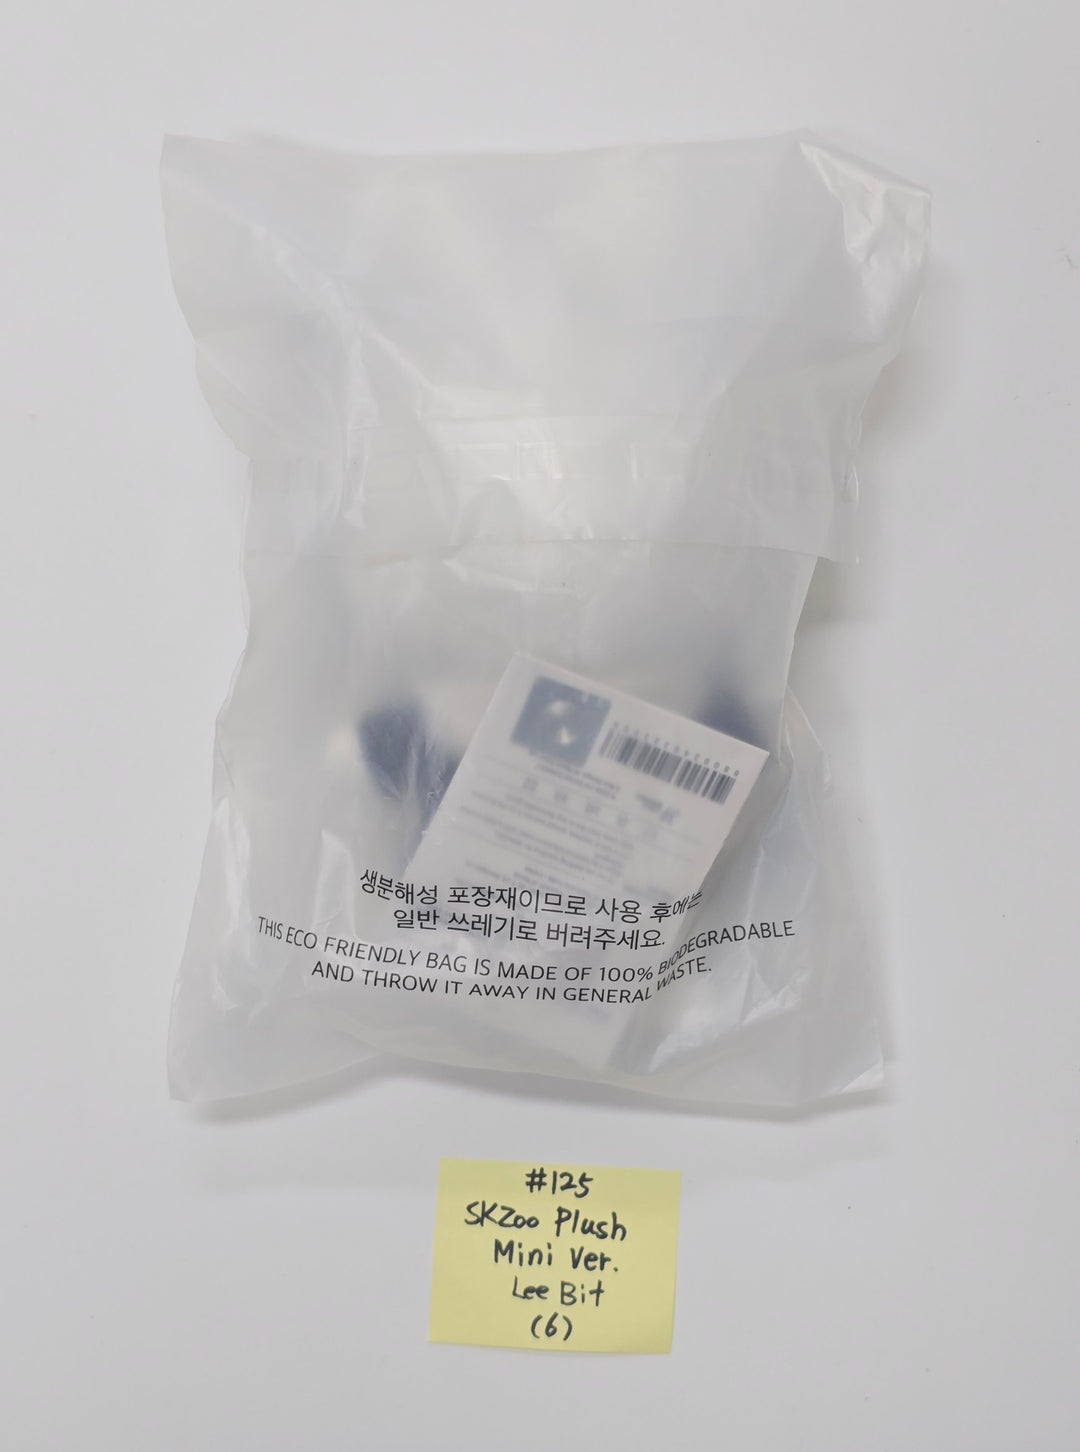 생분해성 포장재이므로 사용 후에는
일반 쓰레기로 버려주세요.
THIS ECO FRIENDLY BAG IS MADE OF 100% BIODEGRADABLE
AND THROW IT AWAY IN GENERAL WASTE.
#125
SKZoo Plush
Mini Ver.
Lee Bit
(6)